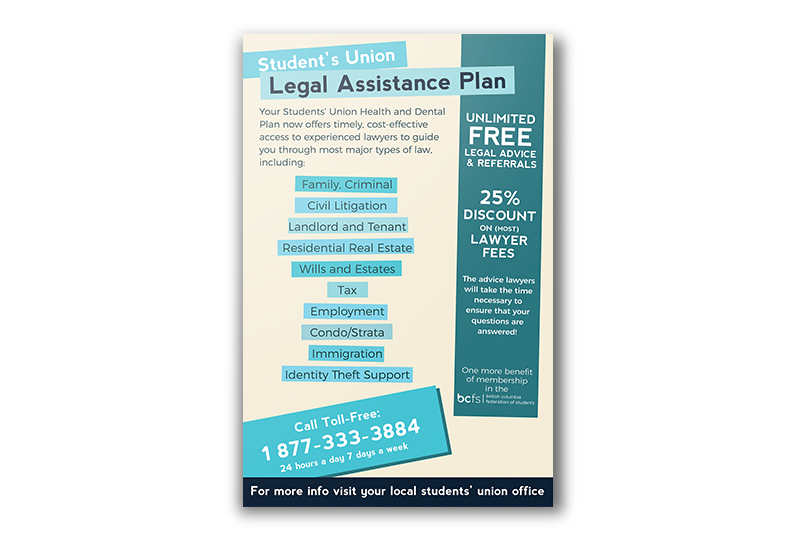 Student's Union
Legal Assistance Plan
Your Students' Union Health and Dental
Plan now offers timely, cost-effective
access to experienced lawyers to guide
you through most major types of law,
including:
Family, Criminal
Civil Litigation
Landlord and Tenant
Residential Real Estate
Wills and Estates
Tax
Employment
Condo/Strata
Immigration
Identity Theft Support
UNLIMITED
FREE
LEGAL ADVICE
& REFERRALS
25%
DISCOUNT
ON (MOST)
LAWYER
FEES
The advice lawyers
will take the time
necessary to
ensure that your
questions are
answered!
One more benefit
of membership
in the
bcfs british columbia
federation of students
Call Toll-Free:
1 877-333-3884
24 hours a day 7 days a week
For more info visit your local students' union office